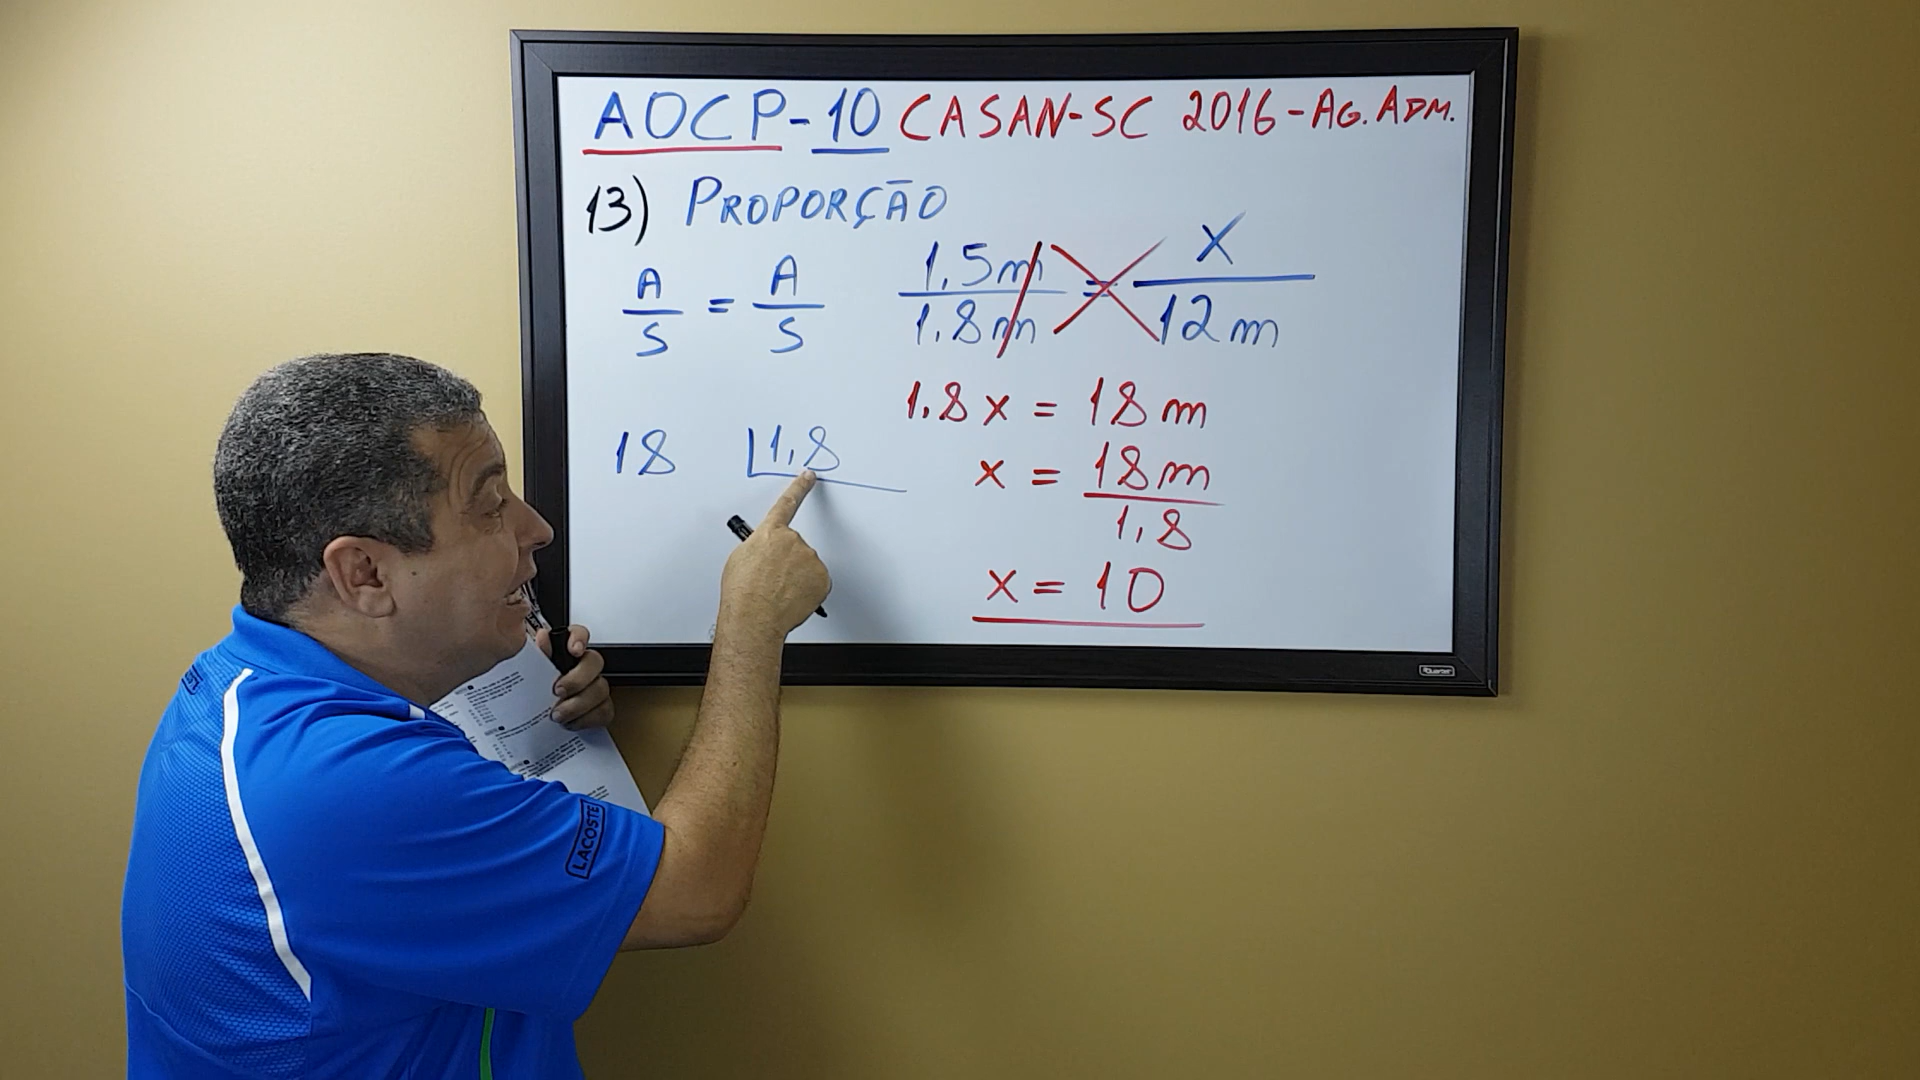 AOCP-10 CASAN-SC 2016-AG. ADM.
13) PROPORÇÃO
A/S = A/S
1.5m/1.8m = X/12m
1.8x = 18m
18 1,8
x = 18m/1,8
x = 10
LACOSTE